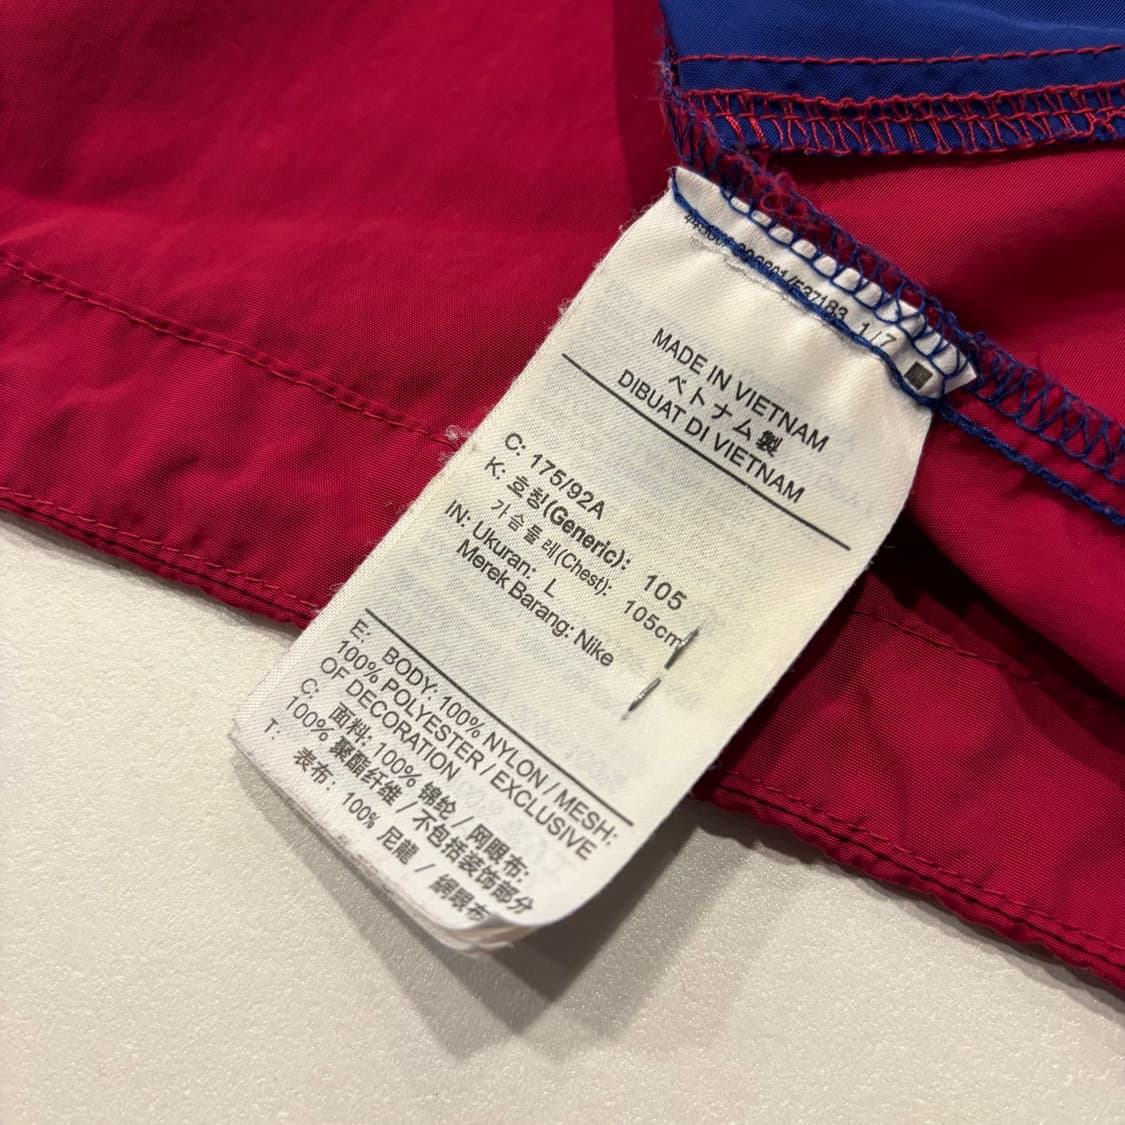 1/7
MADE IN VIETNAM
ベトナム製
DIBUAT DI VIETNAM
C: 175/92A
K: 호칭(Generic): 105
가슴둘레(Chest): 105cm
IN: Ukuran: L
Merek Barang: Nike
E: BODY: 100% NYLON / MESH:
100% POLYESTER / EXCLUSIVE
OF DECORATION
C: 面料: 100% 锦纶 / 网眼布:
100% 聚酯纤维 / 不包括装饰部分
T: 表布: 100% 尼龍 / 網眼布